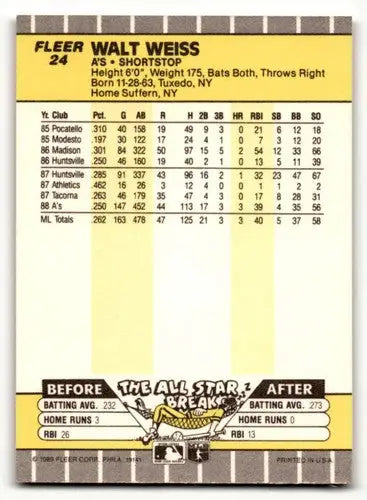 FLEER
24
WALT WEISS
A'S • SHORTSTOP
Height 6'0", Weight 175, Bats Both, Throws Right
Born 11-28-63, Tuxedo, NY
Home Suffern, NY
Yr. Club Pct. G AB R H 2B 3B HR RBI SB BB SO
85 Pocatello .310 40 158 19 49 9 3 0 21 6 12 18
85 Modesto .197 30 122 17 24 4 1 0 7 3 12 20
86 Madison .301 84 322 50 97 15 5 2 54 12 33 66
86 Huntsville .250 46 160 19 40 13 0 13 5 11 39
87 Huntsville .285 91 337 43 96 16 2 1 32 23 47 67
87 Athletics .462 16 26 3 12 4 0 0 1 1 2 2
87 Tacoma .263 46 179 35 47 4 3 0 17 8 28 31
88 A's .250 147 452 44 113 17 3 3 39 4 35 56
ML Totals .262 163 478 47 125 21 3 3 40 5 37 58
BEFORE THE ALL STAR BREAK AFTER
BATTING AVG. .232 BATTING AVG. .273
HOME RUNS 3 HOME RUNS 0
RBI 26 RBI 13
© 1989 FLEER CORP. PHILA. 19141 PRINTED IN U.S.A.